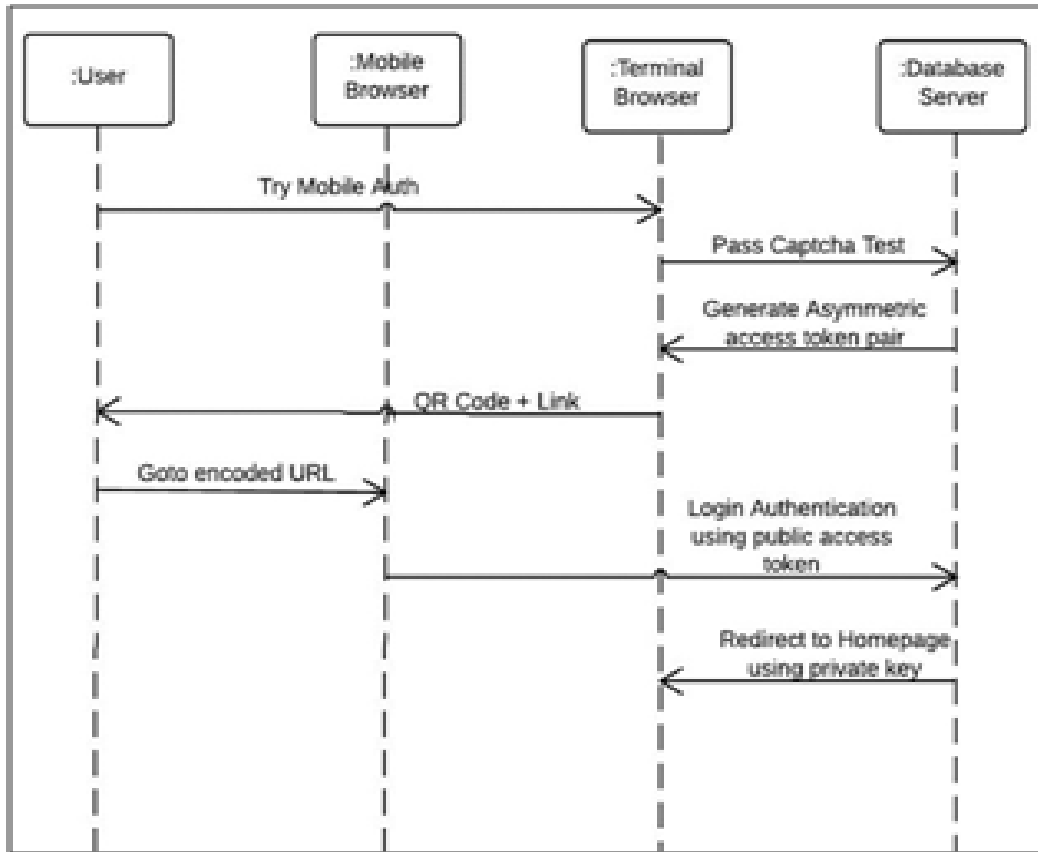 :User
:Mobile
Browser
:Terminal
Browser
:Database
Server
Try Mobile Auth
Pass Captcha Test
Generate Asymmetric
access token pair
QR Code + Link
Goto encoded URL
Login Authentication
using public access
token
Redirect to Homepage
using private key